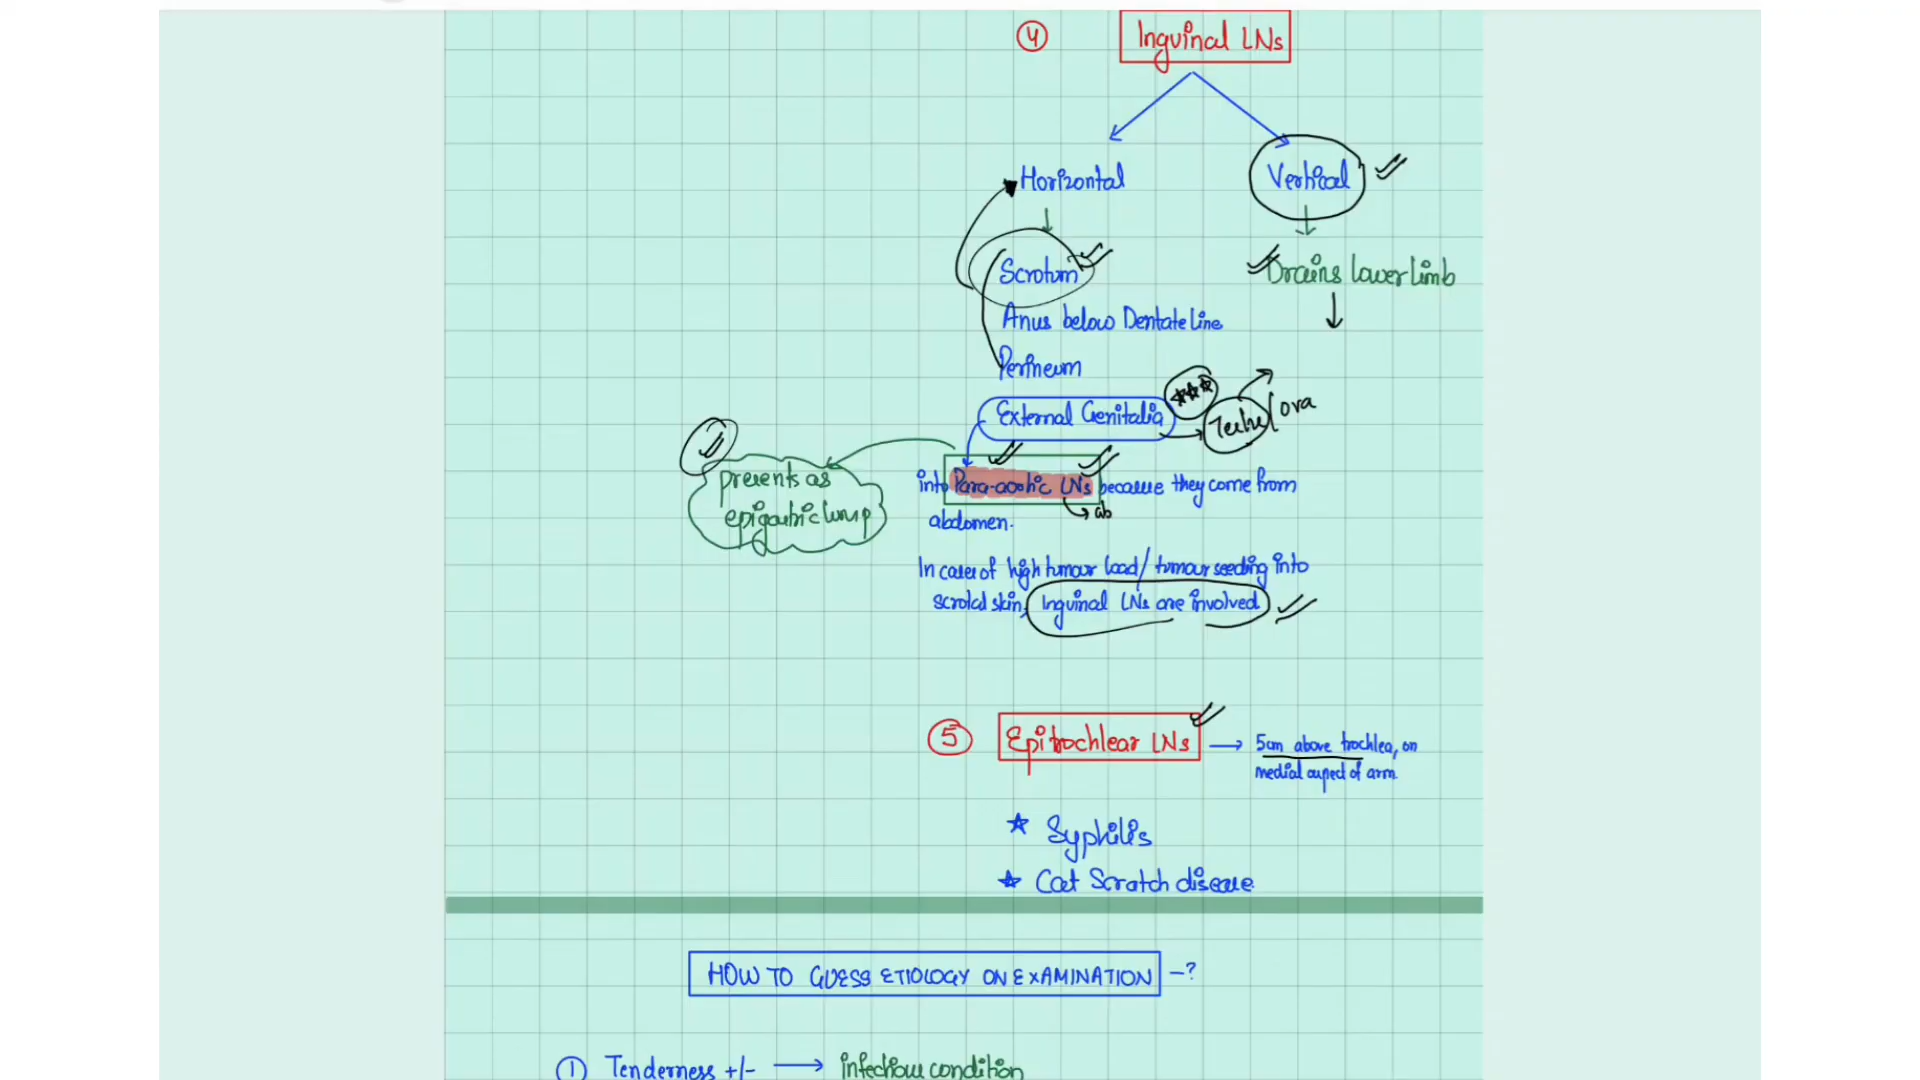 4 Inguinal LNs
Horizontal
Vertical
Scrotum
Drains lower limb
Anus below Dentate line
Perineum
External Genitalia
ova
presents as
epigastric lump
into Para-aortic LNs because they come from
abdomen.
ab
In cases of high tumour load/tumour seeding into
scrotal skin, Inguinal LNs are involved
5 Epitrochlear LNs
5cm above trochlea, on
medial aspect of arm
Syphilis
Cat Scratch disease
HOW TO GUESS ETIOLOGY ON EXAMINATION -?
1 Tenderness +/- infectious condition